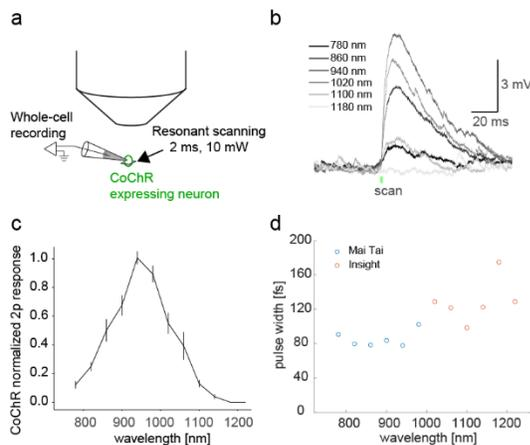 a
Whole-cell
recording
Resonant scanning
2 ms, 10 mW
CoChR
expressing neuron
b
780 nm
860 nm
940 nm
1020 nm
1100 nm
1180 nm
3 mV
20 ms
scan
c
CoChR normalized 2p response
1.0
0.8
0.6
0.4
0.2
0.0
800 900 1000 1100 1200
wavelength [nm]
d
pulse width [fs]
200
160
120
80
40
0
Mai Tai
Insight
800 900 1000 1100 1200
wavelength [nm]